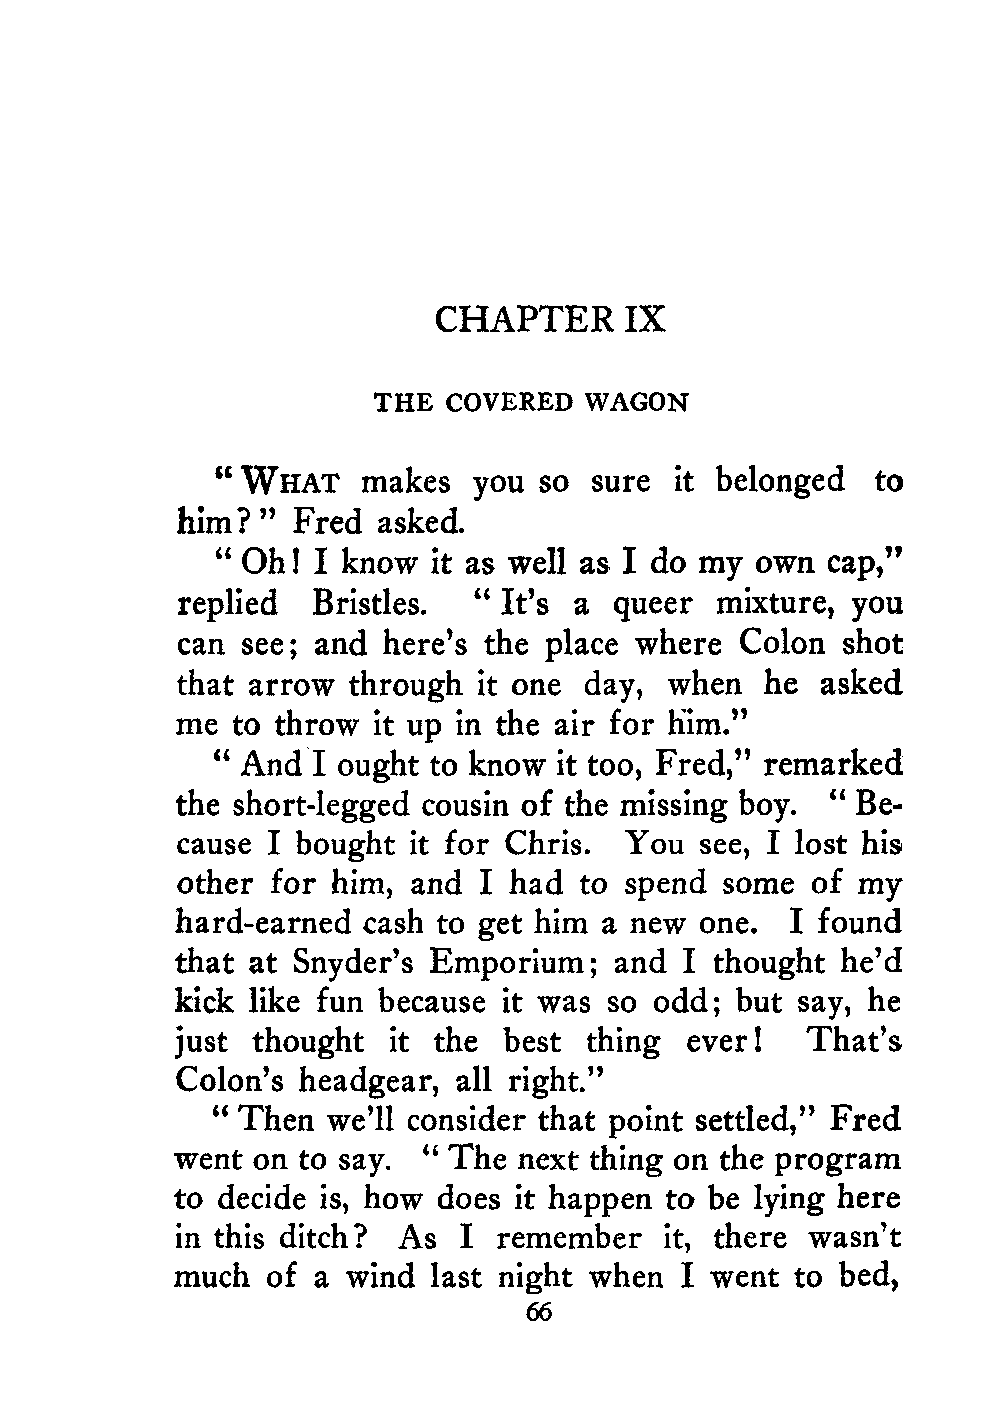 CHAPTER IX
THE COVERED WAGON
“ WHAT makes you so sure it belonged to
him? ” Fred asked.
“ Oh! I know it as well as I do my own cap,”
replied Bristles. “ It’s a queer mixture, you
can see; and here’s the place where Colon shot
that arrow through it one day, when he asked
me to throw it up in the air for him.”
“ And I ought to know it too, Fred,” remarked
the short-legged cousin of the missing boy. “ Be-
cause I bought it for Chris. You see, I lost his
other for him, and I had to spend some of my
hard-earned cash to get him a new one. I found
that at Snyder’s Emporium; and I thought he’d
kick like fun because it was so odd; but say, he
just thought it the best thing ever! That’s
Colon’s headgear, all right.”
“ Then we’ll consider that point settled,” Fred
went on to say. “ The next thing on the program
to decide is, how does it happen to be lying here
in this ditch? As I remember it, there wasn’t
much of a wind last night when I went to bed,
66